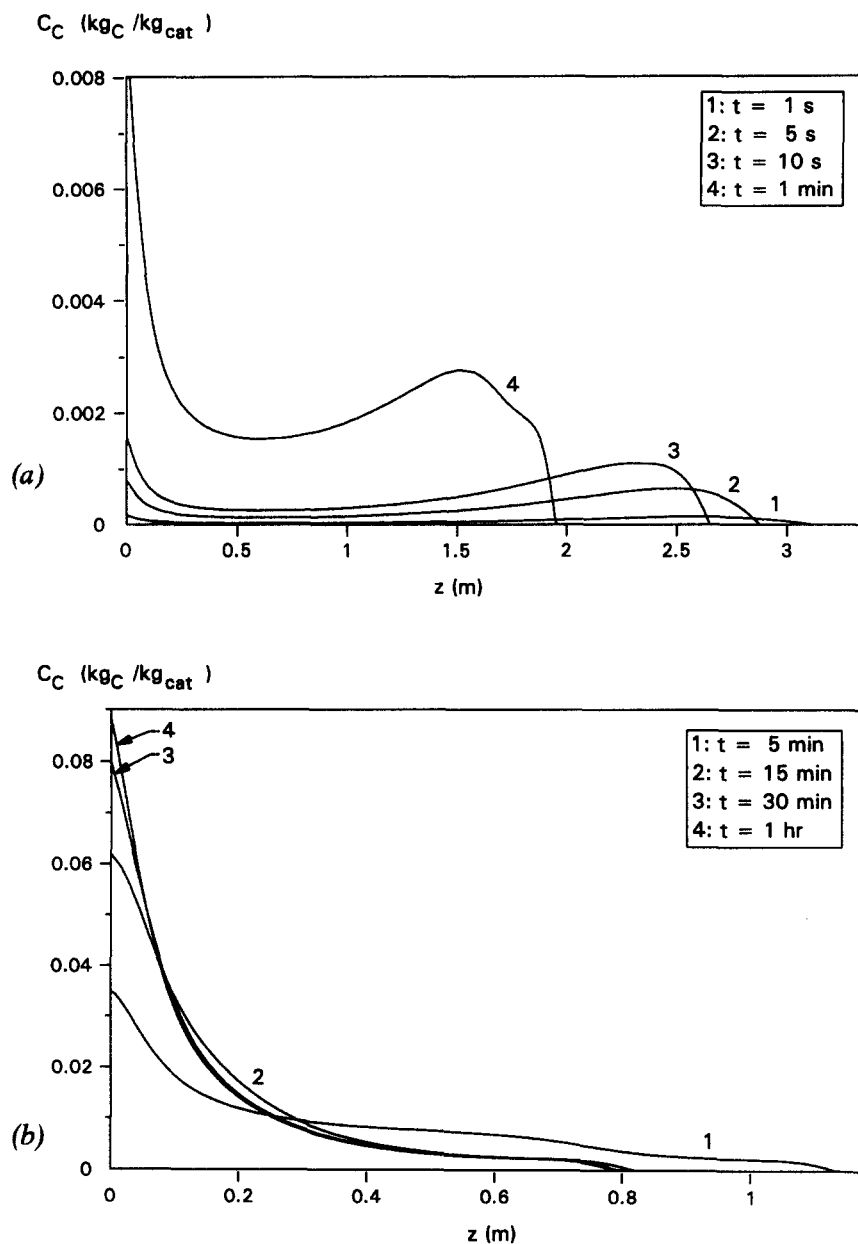 C_C (kg_C /kg_cat )
0.008
0.006
0.004
0.002
0
1: t = 1 s
2: t = 5 s
3: t = 10 s
4: t = 1 min
4
3
2
1
(a)
0 0.5 1 1.5 2 2.5 3
z (m)
C_C (kg_C /kg_cat )
0.08
0.06
0.04
0.02
0
4
3
1: t = 5 min
2: t = 15 min
3: t = 30 min
4: t = 1 hr
2
1
(b)
0 0.2 0.4 0.6 0.8 1
z (m)